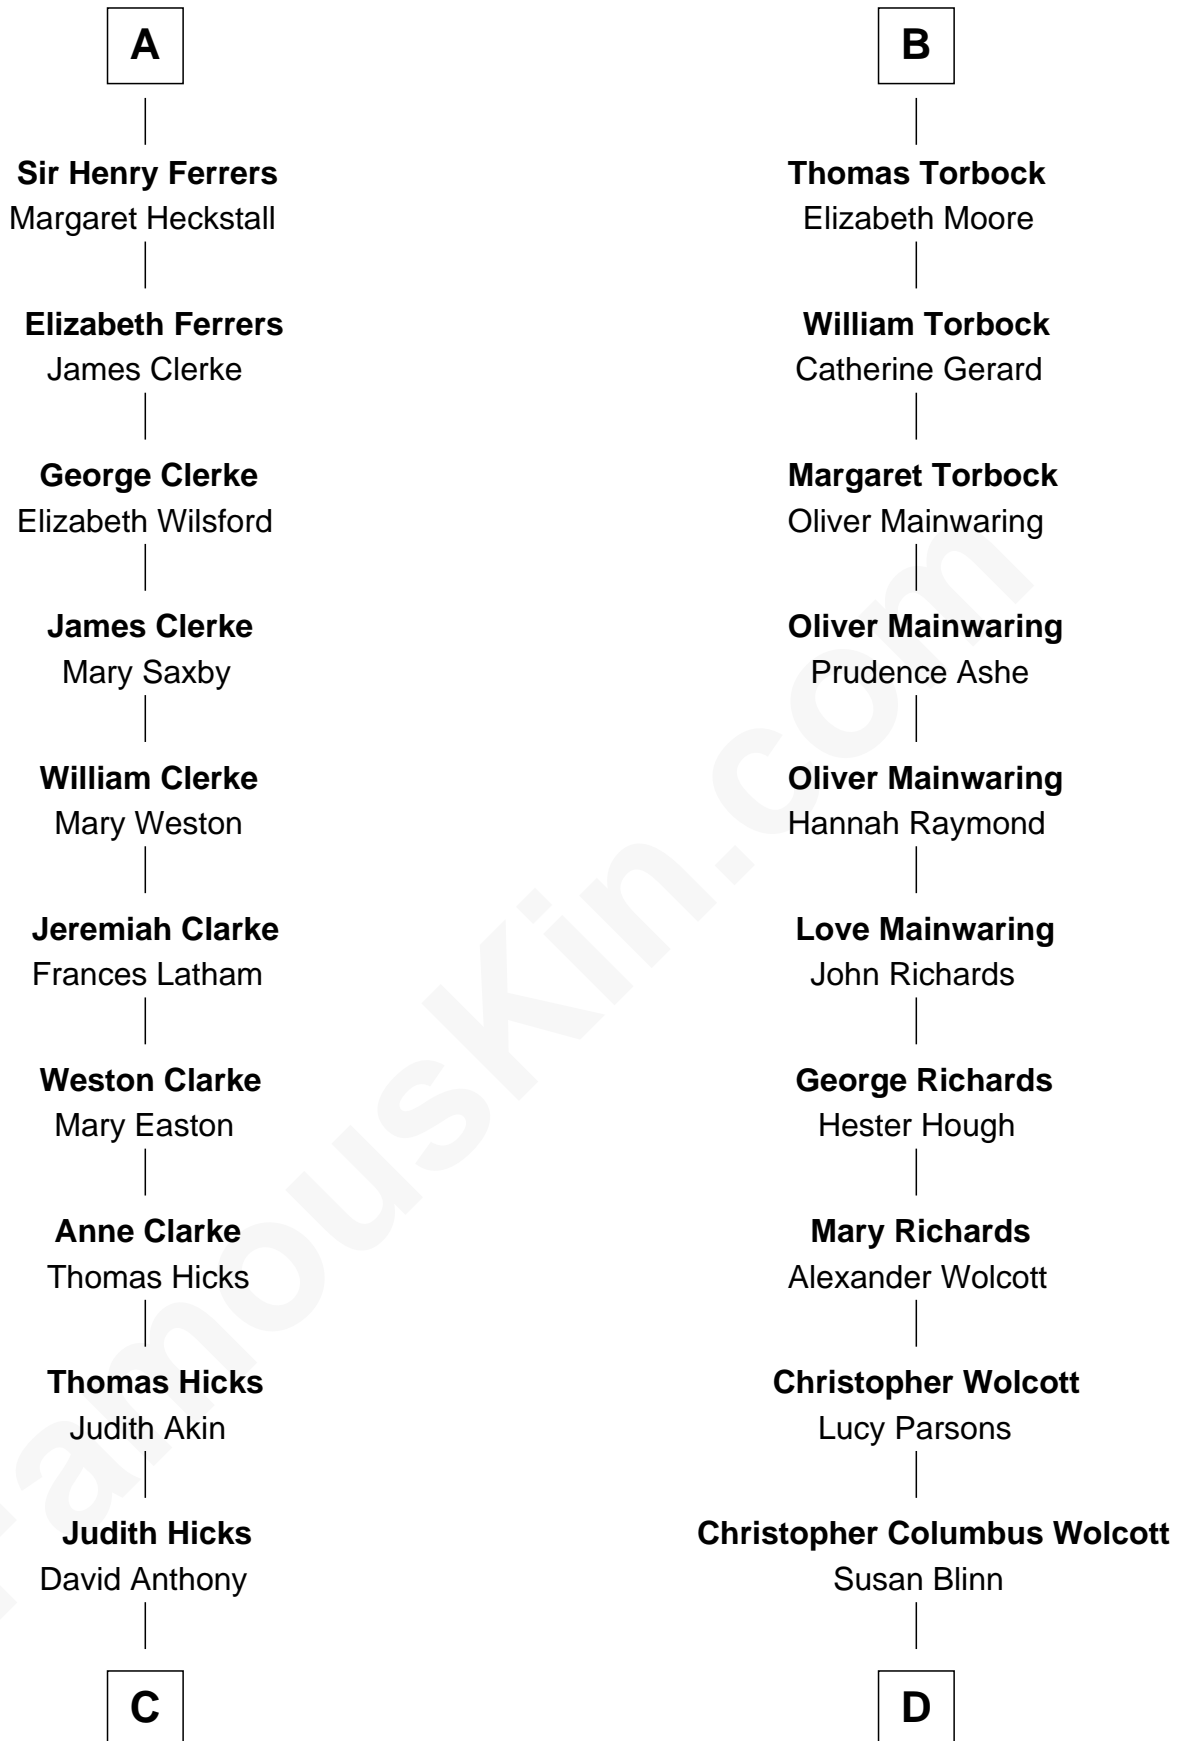 A
Sir Henry Ferrers
Margaret Heckstall
Elizabeth Ferrers
James Clerke
George Clerke
Elizabeth Wilsford
James Clerke
Mary Saxby
William Clerke
Mary Weston
Jeremiah Clarke
Frances Latham
Weston Clarke
Mary Easton
Anne Clarke
Thomas Hicks
Thomas Hicks
Judith Akin
Judith Hicks
David Anthony
C
B
Thomas Torbock
Elizabeth Moore
William Torbock
Catherine Gerard
Margaret Torbock
Oliver Mainwaring
Oliver Mainwaring
Prudence Ashe
Oliver Mainwaring
Hannah Raymond
Love Mainwaring
John Richards
George Richards
Hester Hough
Mary Richards
Alexander Wolcott
Christopher Wolcott
Lucy Parsons
Christopher Columbus Wolcott
Susan Blinn
D
FamousKin.com